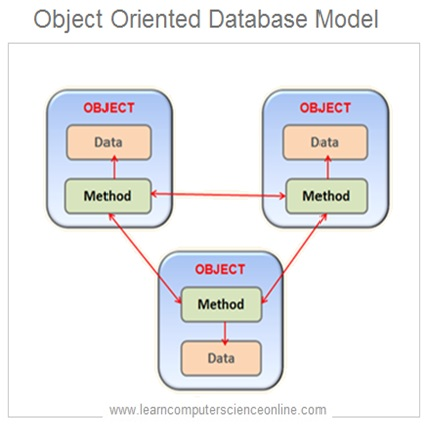 Object Oriented Database Model
OBJECT
Data
Method
OBJECT
Data
Method
OBJECT
Method
Data
www.learncomputerscienceonline.com